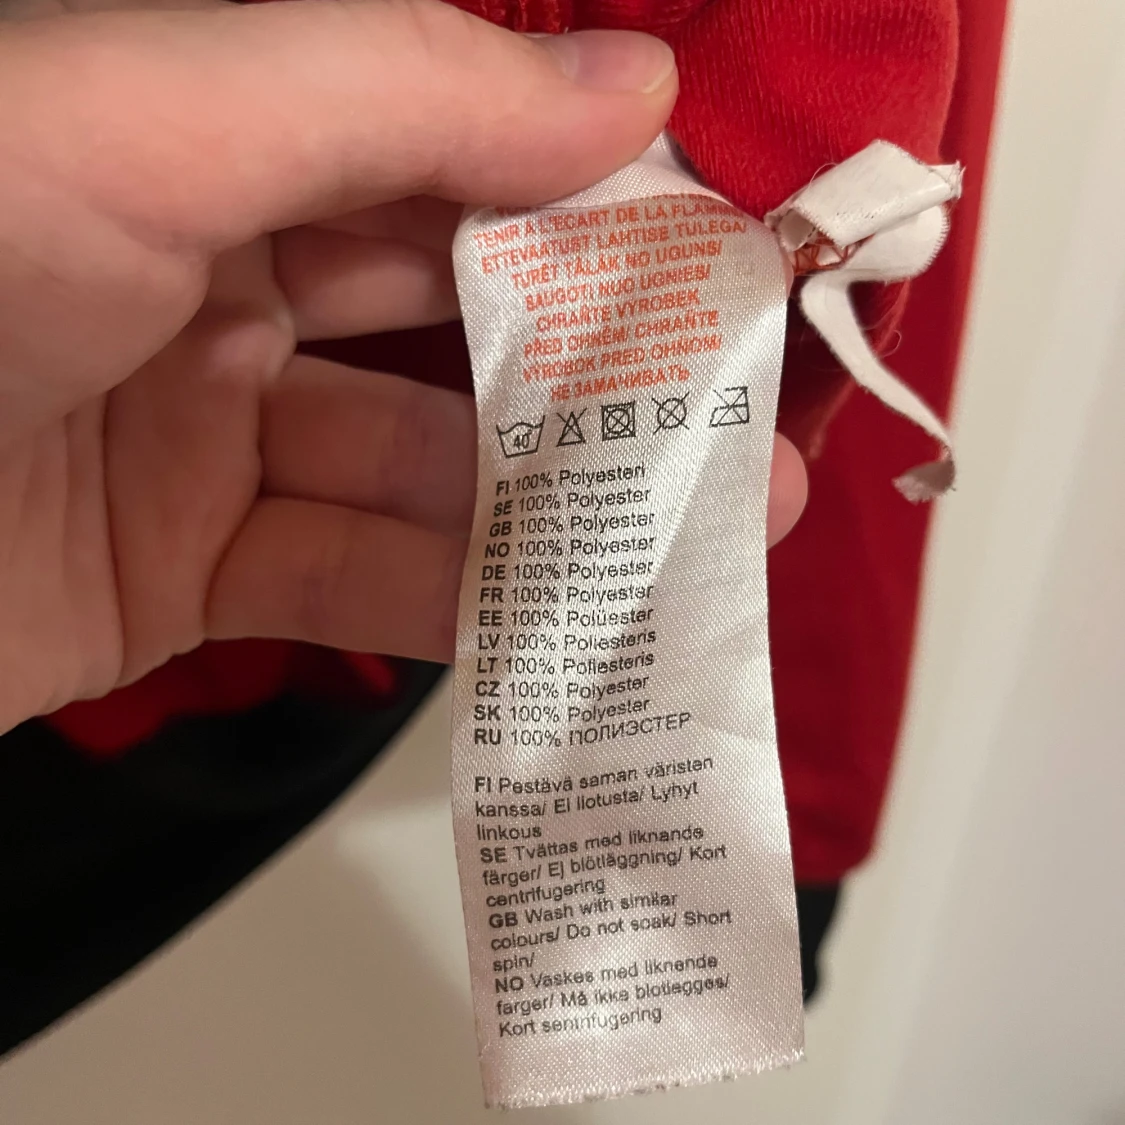 TENIR À L'ECART DE LA FLAMME
ETTEVAATUST LAHTISE TULEGA/
TURĒT TĀLĀK NO UGUNS/
SAUGOTI NUO UGNIES/
CHRAŇTE VÝROBEK
PŘED OHNĚM/ CHRAŇTE
VÝROBOK PRED OHŇOM/
НЕ ЗАМАЧИВАТЬ
40
FI 100% Polyesteri
SE 100% Polyester
GB 100% Polyester
NO 100% Polyester
DE 100% Polyester
FR 100% Polyester
EE 100% Polüester
LV 100% Poliesteris
LT 100% Poliesteris
CZ 100% Polyester
SK 100% Polyester
RU 100% ПОЛИЭСТЕР
FI Pestävä saman väristen
kanssa/ Ei liotusta/ Lyhyt
linkous
SE Tvättas med liknande
färger/ Ej blötläggning/ Kort
centrifugering
GB Wash with similar
colours/ Do not soak/ Short
spin/
NO Vaskes med liknende
farger/ Må ikke blotlegges/
Kort sentrifugering